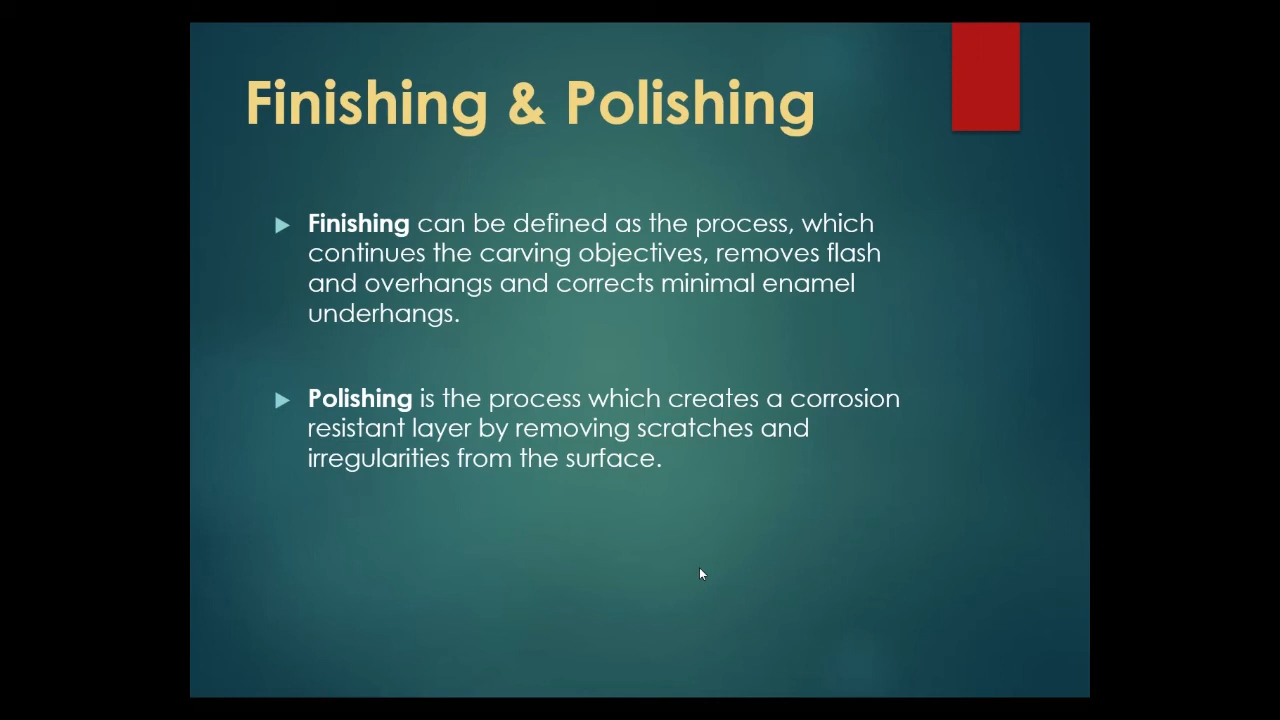 Finishing & Polishing
Finishing can be defined as the process, which
continues the carving objectives, removes flash
and overhangs and corrects minimal enamel
underhangs.
Polishing is the process which creates a corrosion
resistant layer by removing scratches and
irregularities from the surface.